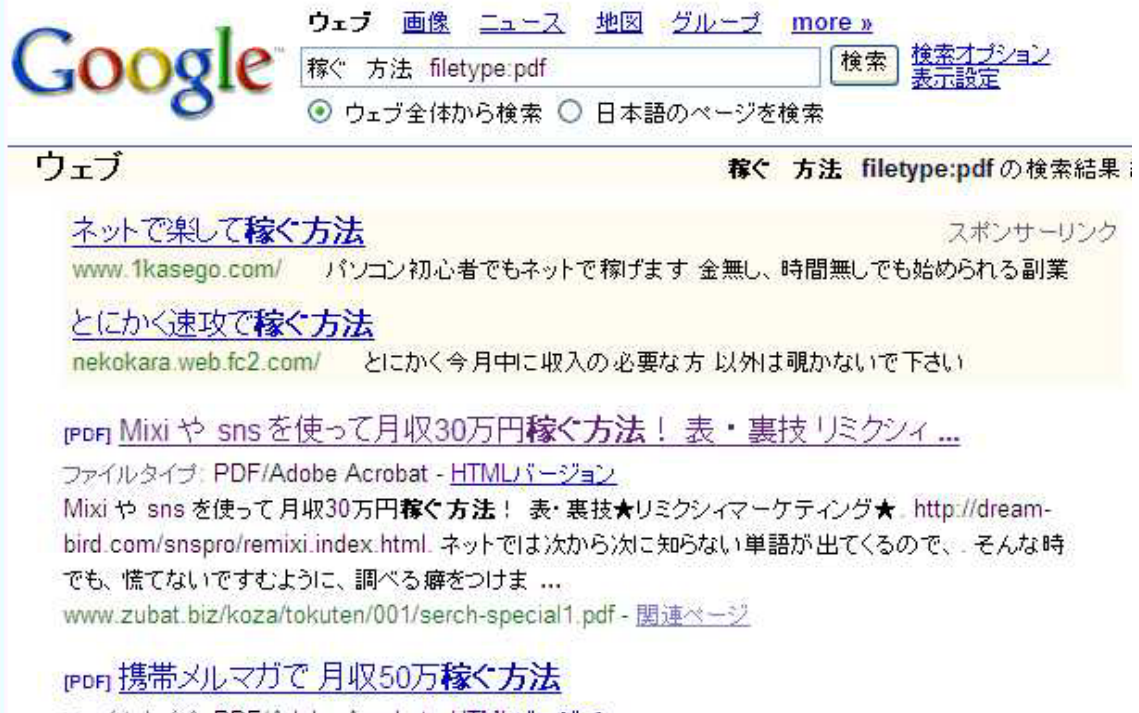 Google™
ウェブ 画像 ニュース 地図 グループ more »
稼ぐ 方法 filetype:pdf 検索 検索オプション
表示設定
ウェブ全体から検索 日本語のページを検索
ウェブ 稼ぐ 方法 filetype:pdf の検索結果
ネットで楽して稼ぐ方法 スポンサーリンク
www.1kasego.com/ パソコン初心者でもネットで稼げます 金無し、時間無しでも始められる副業
とにかく速攻で稼ぐ方法
nekokara.web.fc2.com/ とにかく今月中に収入の必要な方 以外は覗かないで下さい
[PDF] Mixi や sns を使って月収30万円稼ぐ方法！ 表・裏技 リミクシィ ...
ファイルタイプ: PDF/Adobe Acrobat - HTMLバージョン
Mixi や sns を使って月収30万円稼ぐ方法！ 表・裏技★リミクシィマーケティング★. http://dream-
bird.com/snspro/remixi.index.html. ネットでは次から次に知らない単語が出てくるので、. そんな時
でも、慌てないですむように、調べる癖をつけま ...
www.zubat.biz/koza/tokuten/001/serch-special1.pdf - 関連ページ
[PDF] 携帯メルマガで 月収50万稼ぐ方法